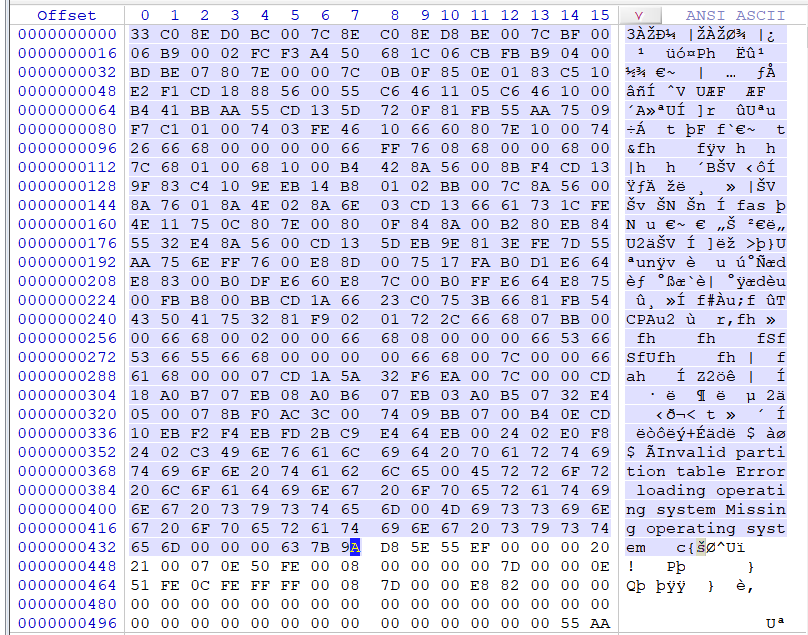 Offset 0 1 2 3 4 5 6 7 8 9 10 11 12 13 14 15 ANSI ASCII
0000000000 33 C0 8E D0 BC 00 7C 8E C0 8E D8 BE 00 7C BF 00 3ÀŽÐ¼ |ŽÀŽØ¾ |¿
0000000016 06 B9 00 02 FC F3 A4 50 68 1C 06 CB FB B9 04 00 ¹ üó¤Ph Ëû¹
0000000032 BD BE 07 80 7E 00 00 7C 0B 0F 85 0E 01 83 C5 10 ½¾ €~ | … ƒÅ
0000000048 E2 F1 CD 18 88 56 00 55 C6 46 11 05 C6 46 10 00 âñÍ ˆV UÆF ÆF
0000000064 B4 41 BB AA 55 CD 13 5D 72 0F 81 FB 55 AA 75 09 ´A»ªUÍ ]r ûUªu
0000000080 F7 C1 01 00 74 03 FE 46 10 66 60 80 7E 10 00 74 ÷Á t þF f`€~ t
0000000096 26 66 68 00 00 00 00 66 FF 76 08 68 00 00 68 00 &fh fÿv h h
0000000112 7C 68 01 00 68 10 00 B4 42 8A 56 00 8B F4 CD 13 |h h ´BŠV ‹ôÍ
0000000128 9F 83 C4 10 9E EB 14 B8 01 02 BB 00 7C 8A 56 00 ŸƒÄ žë ¸ » |ŠV
0000000144 8A 76 01 8A 4E 02 8A 6E 03 CD 13 66 61 73 1C FE Šv ŠN Šn Í fas þ
0000000160 4E 11 75 0C 80 7E 00 80 0F 84 8A 00 B2 80 EB 84 N u €~ € „Š ²€ë„
0000000176 55 32 E4 8A 56 00 CD 13 5D EB 9E 81 3E FE 7D 55 U2äŠV Í ]ëž >þ}U
0000000192 AA 75 6E FF 76 00 E8 8D 00 75 17 FA B0 D1 E6 64 ªunÿv è u ú°Ñæd
0000000208 E8 83 00 B0 DF E6 60 E8 7C 00 B0 FF E6 64 E8 75 èƒ °ßæ`è| °ÿædèu
0000000224 00 FB B8 00 BB CD 1A 66 23 C0 75 3B 66 81 FB 54 û¸ »Í f#Àu;f ûT
0000000240 43 50 41 75 32 81 F9 02 01 72 2C 66 68 07 BB 00 CPAu2 ù r,fh »
0000000256 00 66 68 00 02 00 00 66 68 08 00 00 00 66 53 66 fh fh fSf
0000000272 53 66 55 66 68 00 00 00 00 66 68 00 7C 00 00 66 SfUfh fh | f
0000000288 61 68 00 00 07 CD 1A 5A 32 F6 EA 00 7C 00 00 CD ah Í Z2öê | Í
0000000304 18 A0 B7 07 EB 08 A0 B6 07 EB 03 A0 B5 07 32 E4 · ë ¶ ë µ 2ä
0000000320 05 00 07 8B F0 AC 3C 00 74 09 BB 07 00 B4 0E CD ‹ð¬< t » ´ Í
0000000336 10 EB F2 F4 EB FD 2B C9 E4 64 EB 00 24 02 E0 F8 ëòôëý+Éädë $ àø
0000000352 24 02 C3 49 6E 76 61 6C 69 64 20 70 61 72 74 69 $ ÃInvalid parti
0000000368 74 69 6F 6E 20 74 61 62 6C 65 00 45 72 72 6F 72 tion table Error
0000000384 20 6C 6F 61 64 69 6E 67 20 6F 70 65 72 61 74 69 loading operati
0000000400 6E 67 20 73 79 73 74 65 6D 00 4D 69 73 73 69 6E ng system Missin
0000000416 67 20 6F 70 65 72 61 74 69 6E 67 20 73 79 73 74 g operating syst
0000000432 65 6D 00 00 00 63 7B 9A D8 5E 55 EF 00 00 00 20 em c{šØ^Uï
0000000448 21 00 07 0E 50 FE 00 08 00 00 00 00 7D 00 00 0E ! Pþ }
0000000464 51 FE 0C FE FF FF 00 08 7D 00 00 E8 82 00 00 00 Qþ þÿÿ } è‚
0000000480 00 00 00 00 00 00 00 00 00 00 00 00 00 00 00 00
0000000496 00 00 00 00 00 00 00 00 00 00 00 00 00 00 55 AA Uª